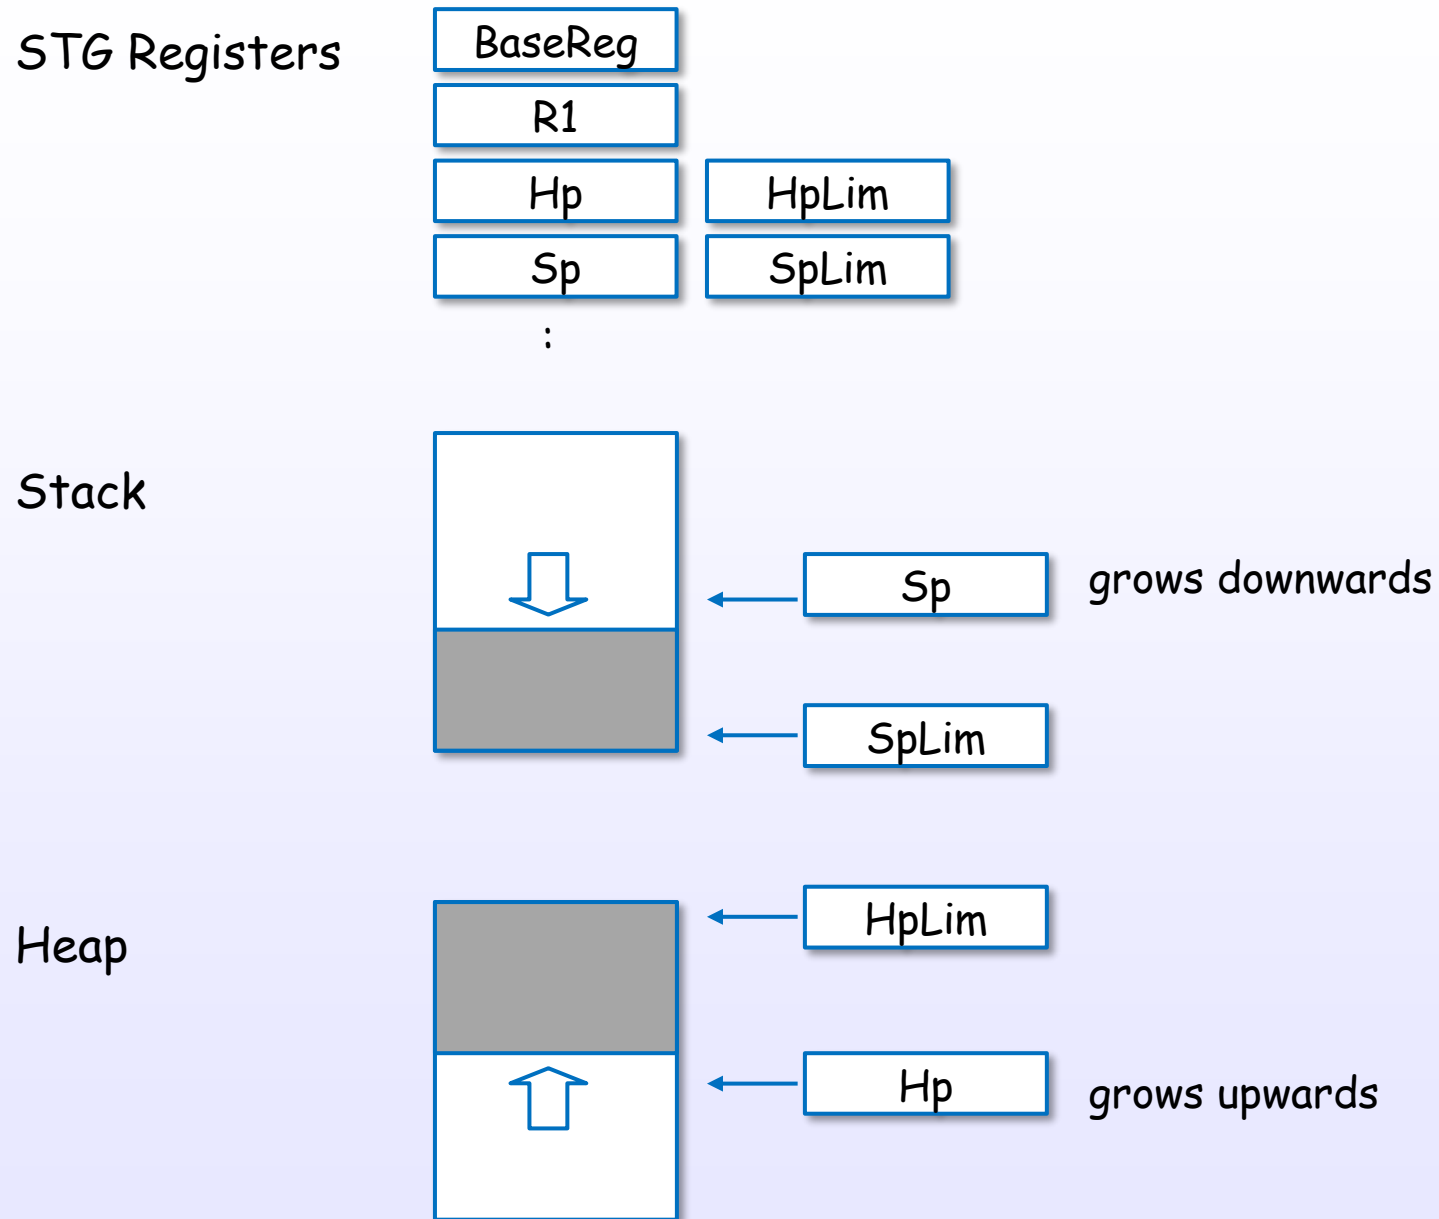 STG Registers
BaseReg
R1
Hp
HpLim
Sp
SpLim
:
Stack
Sp
grows downwards
SpLim
Heap
HpLim
Hp
grows upwards